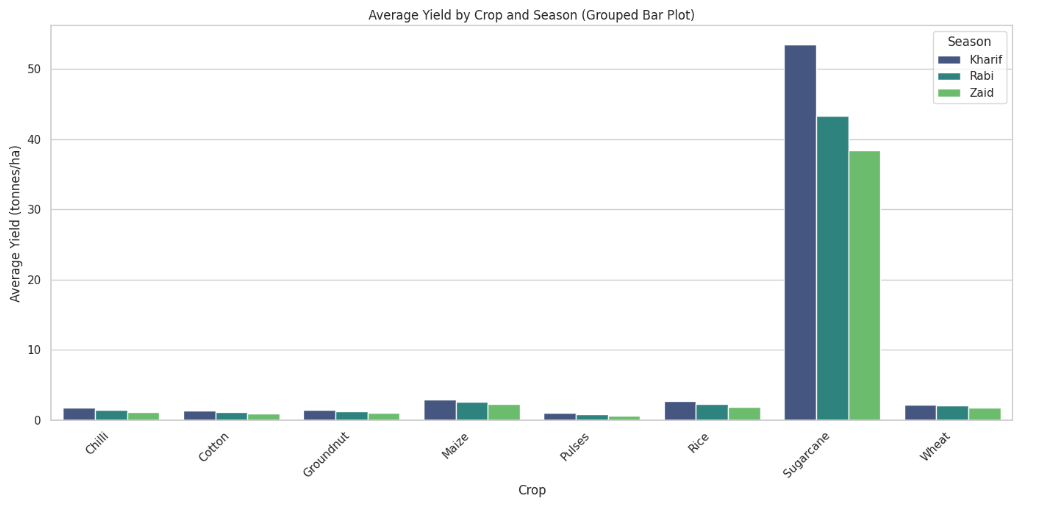 Average Yield by Crop and Season (Grouped Bar Plot)
Season
Kharif
Rabi
Zaid
Average Yield (tonnes/ha)
50
40
30
20
10
0
Chilli
Cotton
Groundnut
Maize
Pulses
Rice
Sugarcane
Wheat
Crop